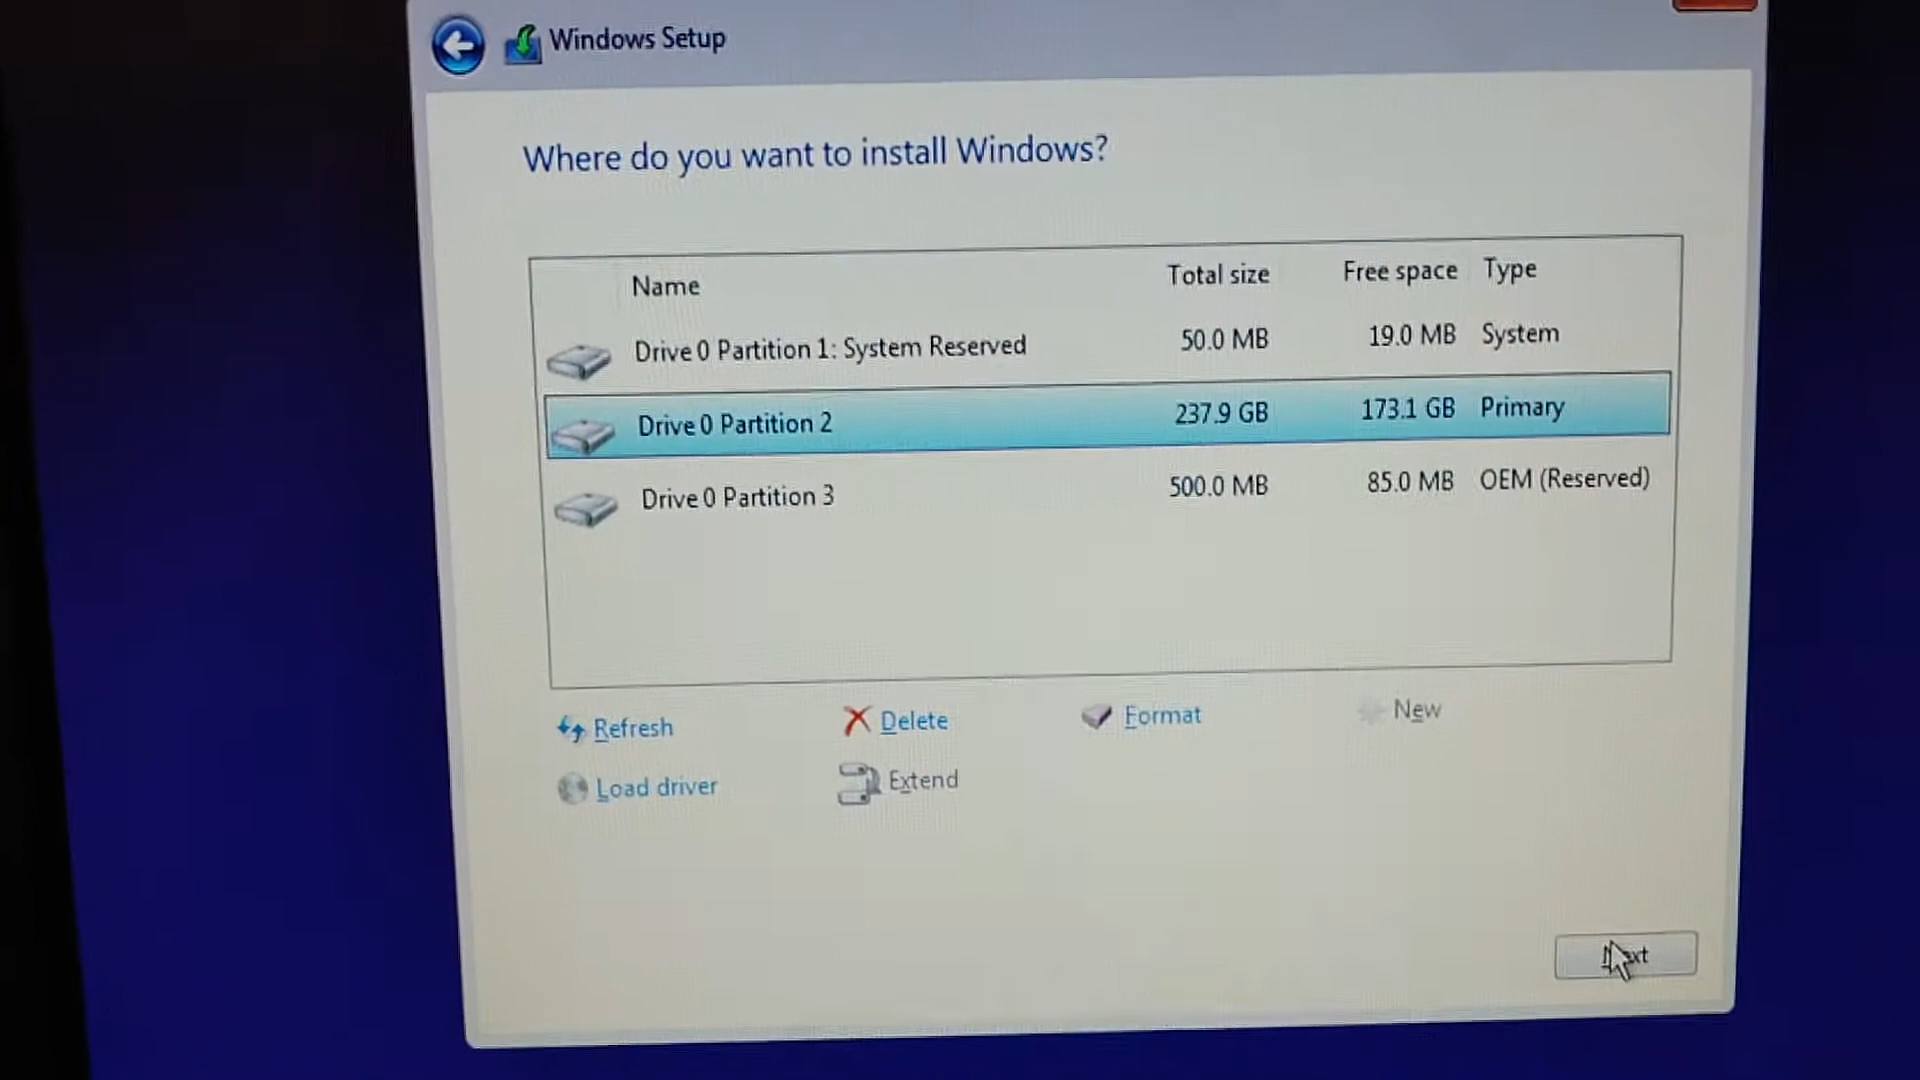 Windows Setup
Where do you want to install Windows?
Name Total size Free space Type
Drive 0 Partition 1: System Reserved 50.0 MB 19.0 MB System
Drive 0 Partition 2 237.9 GB 173.1 GB Primary
Drive 0 Partition 3 500.0 MB 85.0 MB OEM (Reserved)
Refresh Delete Format New
Load driver Extend
Next